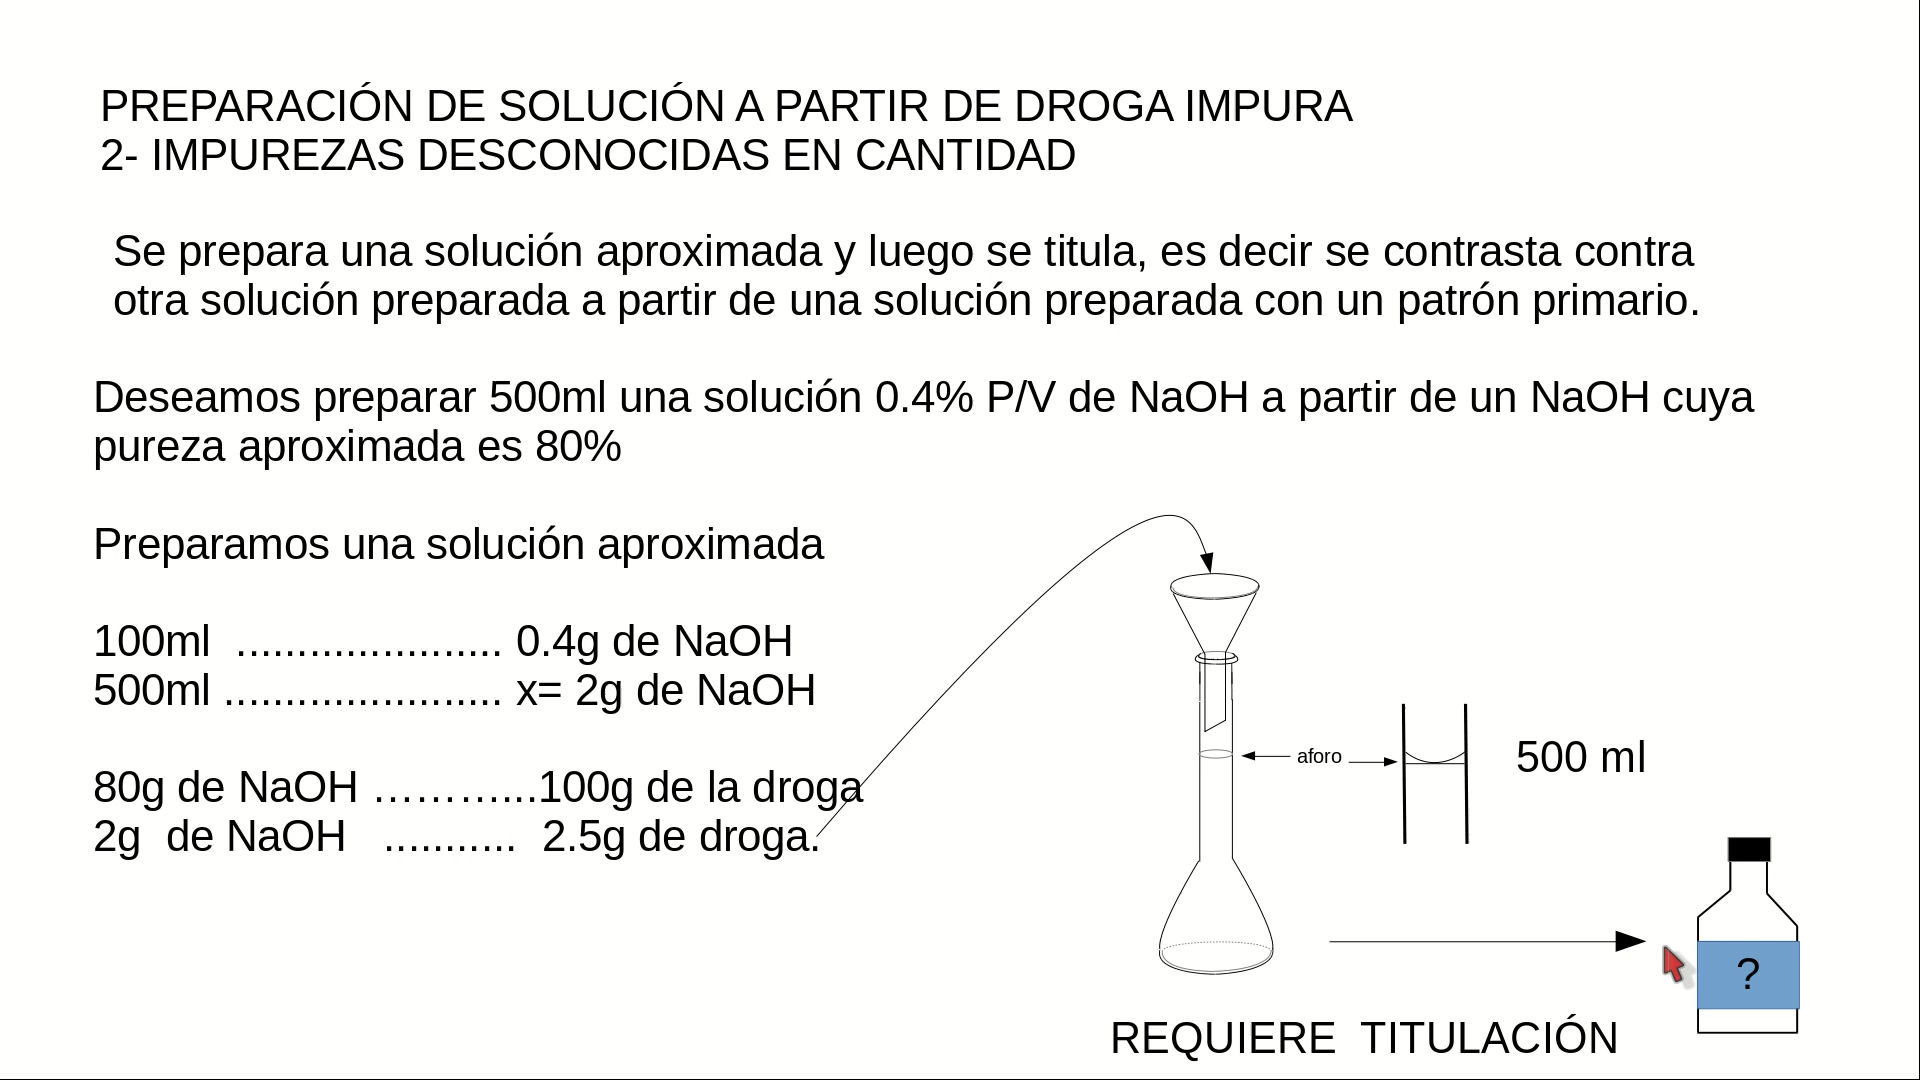 PREPARACIÓN DE SOLUCIÓN A PARTIR DE DROGA IMPURA
2- IMPUREZAS DESCONOCIDAS EN CANTIDAD
Se prepara una solución aproximada y luego se titula, es decir se contrasta contra
otra solución preparada a partir de una solución preparada con un patrón primario.
Deseamos preparar 500ml una solución 0.4% P/V de NaOH a partir de un NaOH cuya
pureza aproximada es 80%
Preparamos una solución aproximada
100ml ...................... 0.4g de NaOH
500ml ....................... x= 2g de NaOH
80g de NaOH ………...100g de la droga
2g de NaOH ........... 2.5g de droga.
aforo
500 ml
?
REQUIERE TITULACIÓN